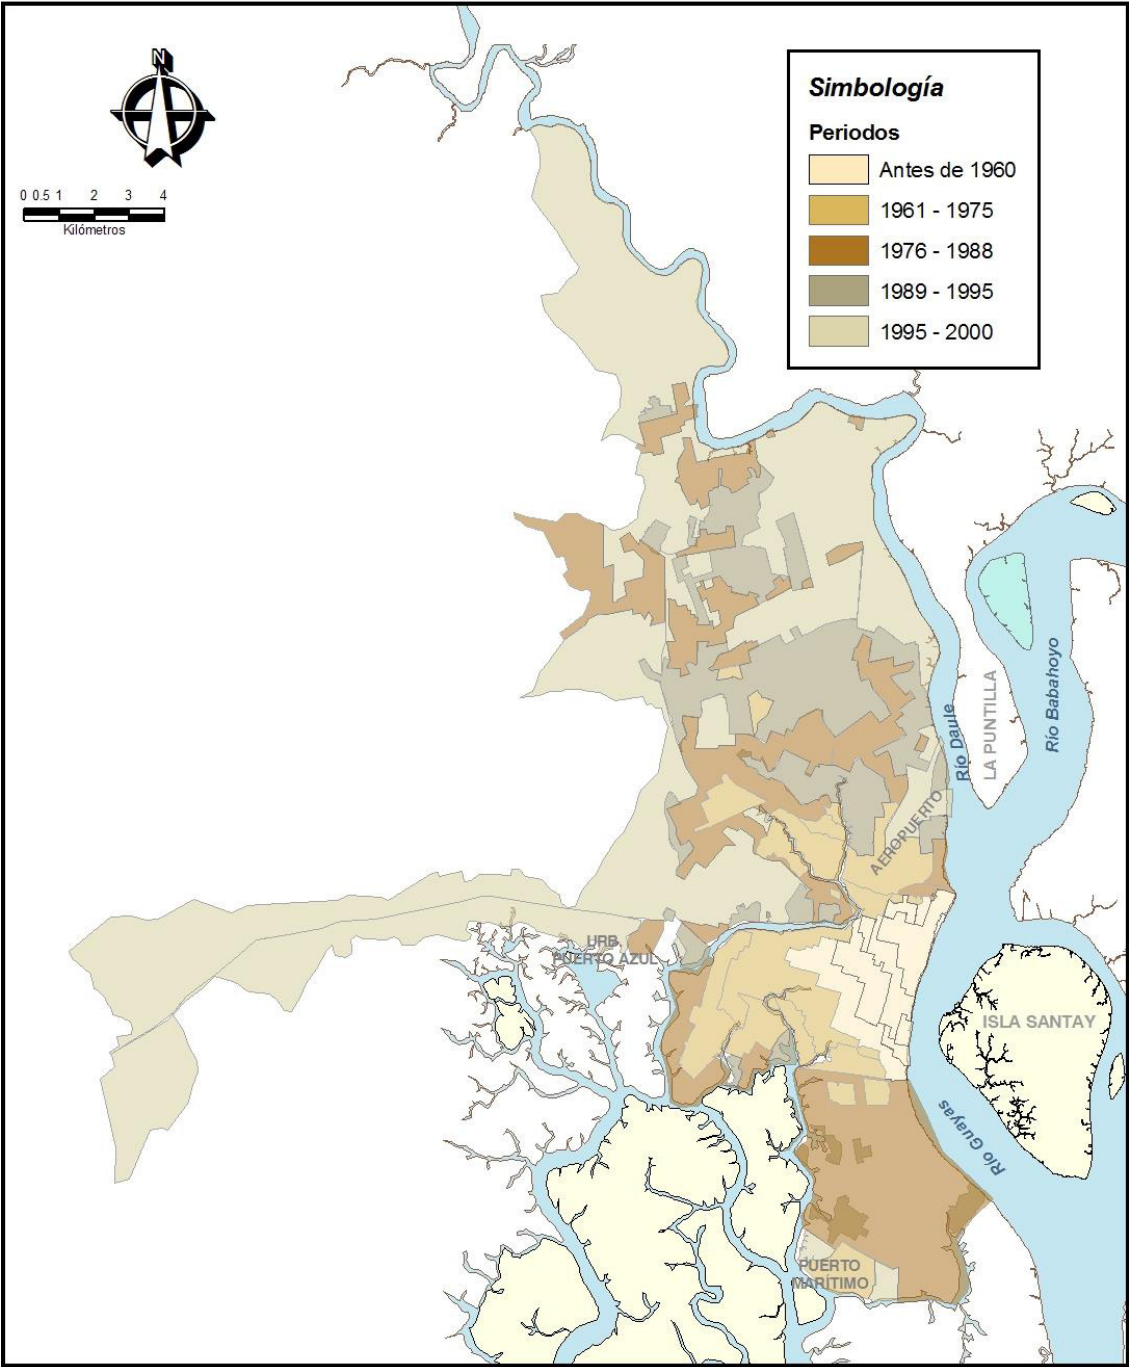 N
0 0.5 1 2 3 4
Kilómetros
Simbología
Periodos
Antes de 1960
1961 - 1975
1976 - 1988
1989 - 1995
1995 - 2000
Río Daule
LA PUNTILLA
Río Babahoyo
AEROPUERTO
URB.
PUERTO AZUL
ISLA SANTAY
Río Guayas
PUERTO
MARÍTIMO